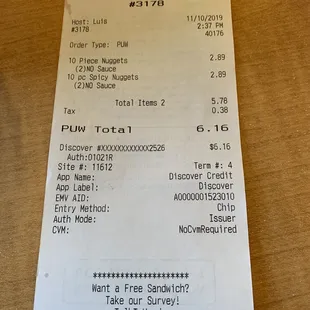 #3178
Host: Luis 11/10/2019
#3178 2:37 PM
40176
Order Type: PUW
10 Piece Nuggets 2.89
(2)NO Sauce
10 pc Spicy Nuggets 2.89
(2)NO Sauce
Total Items 2 5.78
Tax 0.38
PUW Total 6.16
Discover #XXXXXXXXXXXX2526 $6.16
Auth:01021R
Site #: 11612 Term #: 4
App Name: Discover Credit
App Label: Discover
EMV AID: A0000001523010
Entry Method: Chip
Auth Mode: Issuer
CVM: NoCvmRequired
********************
Want a Free Sandwich?
Take our Survey!